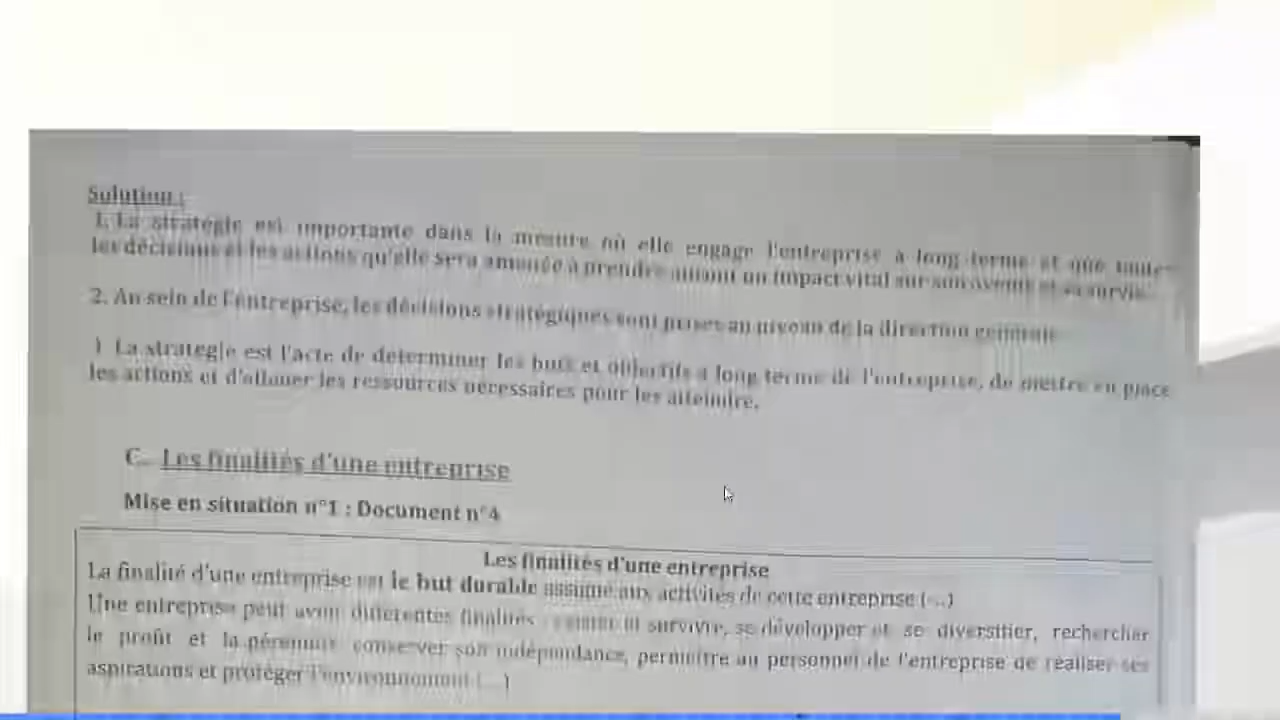 Solution :
1. La stratégie est importante dans la mesure où elle engage l'entreprise à long terme et que toute
les décisions et les actions qu'elle sera amenée à prendre auront un impact vital sur son avenir et sa survie.
2. Au sein de l'entreprise, les décisions stratégiques sont prises au niveau de la direction générale
La stratégie est l'acte de déterminer les buts et objectifs à long terme de l'entreprise, de mettre en place
les actions et d'allouer les ressources nécessaires pour les atteindre.
C. Les finalités d'une entreprise
Mise en situation n°1 : Document n°4
Les finalités d'une entreprise
La finalité d'une entreprise est le but durable assigné aux activités de cette entreprise (...)
Une entreprise peut avoir différentes finalités survivre, se développer et se diversifier, rechercher
le profit et la pérennité conserver son indépendance, permettre au personnel de l'entreprise de réaliser ses
aspirations et protéger l'environnement (...)